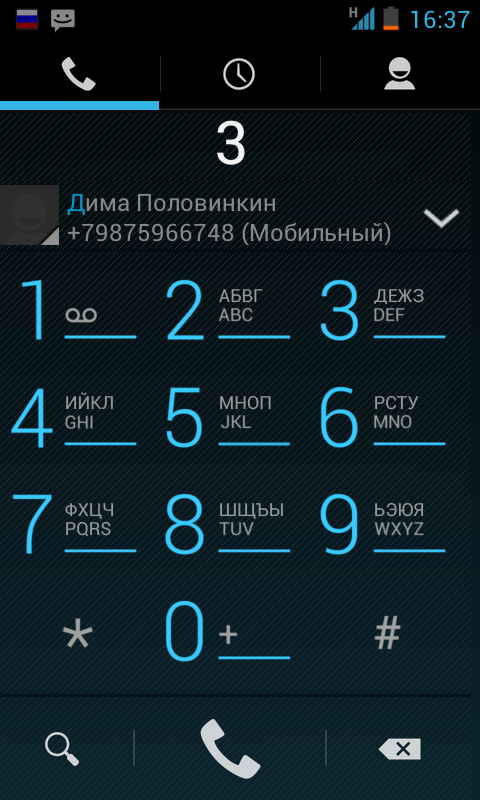 H 16:37
3
Дима Половинкин
+79875966748 (Мобильный)
1 2 АБВГ ABC 3 ДЕЖЗ DEF
4 ИЙКЛ GHI 5 МНОП JKL 6 РСТУ MNO
7 ФХЦЧ PQRS 8 ШЩЪЫ TUV 9 ЬЭЮЯ WXYZ
* 0 + #